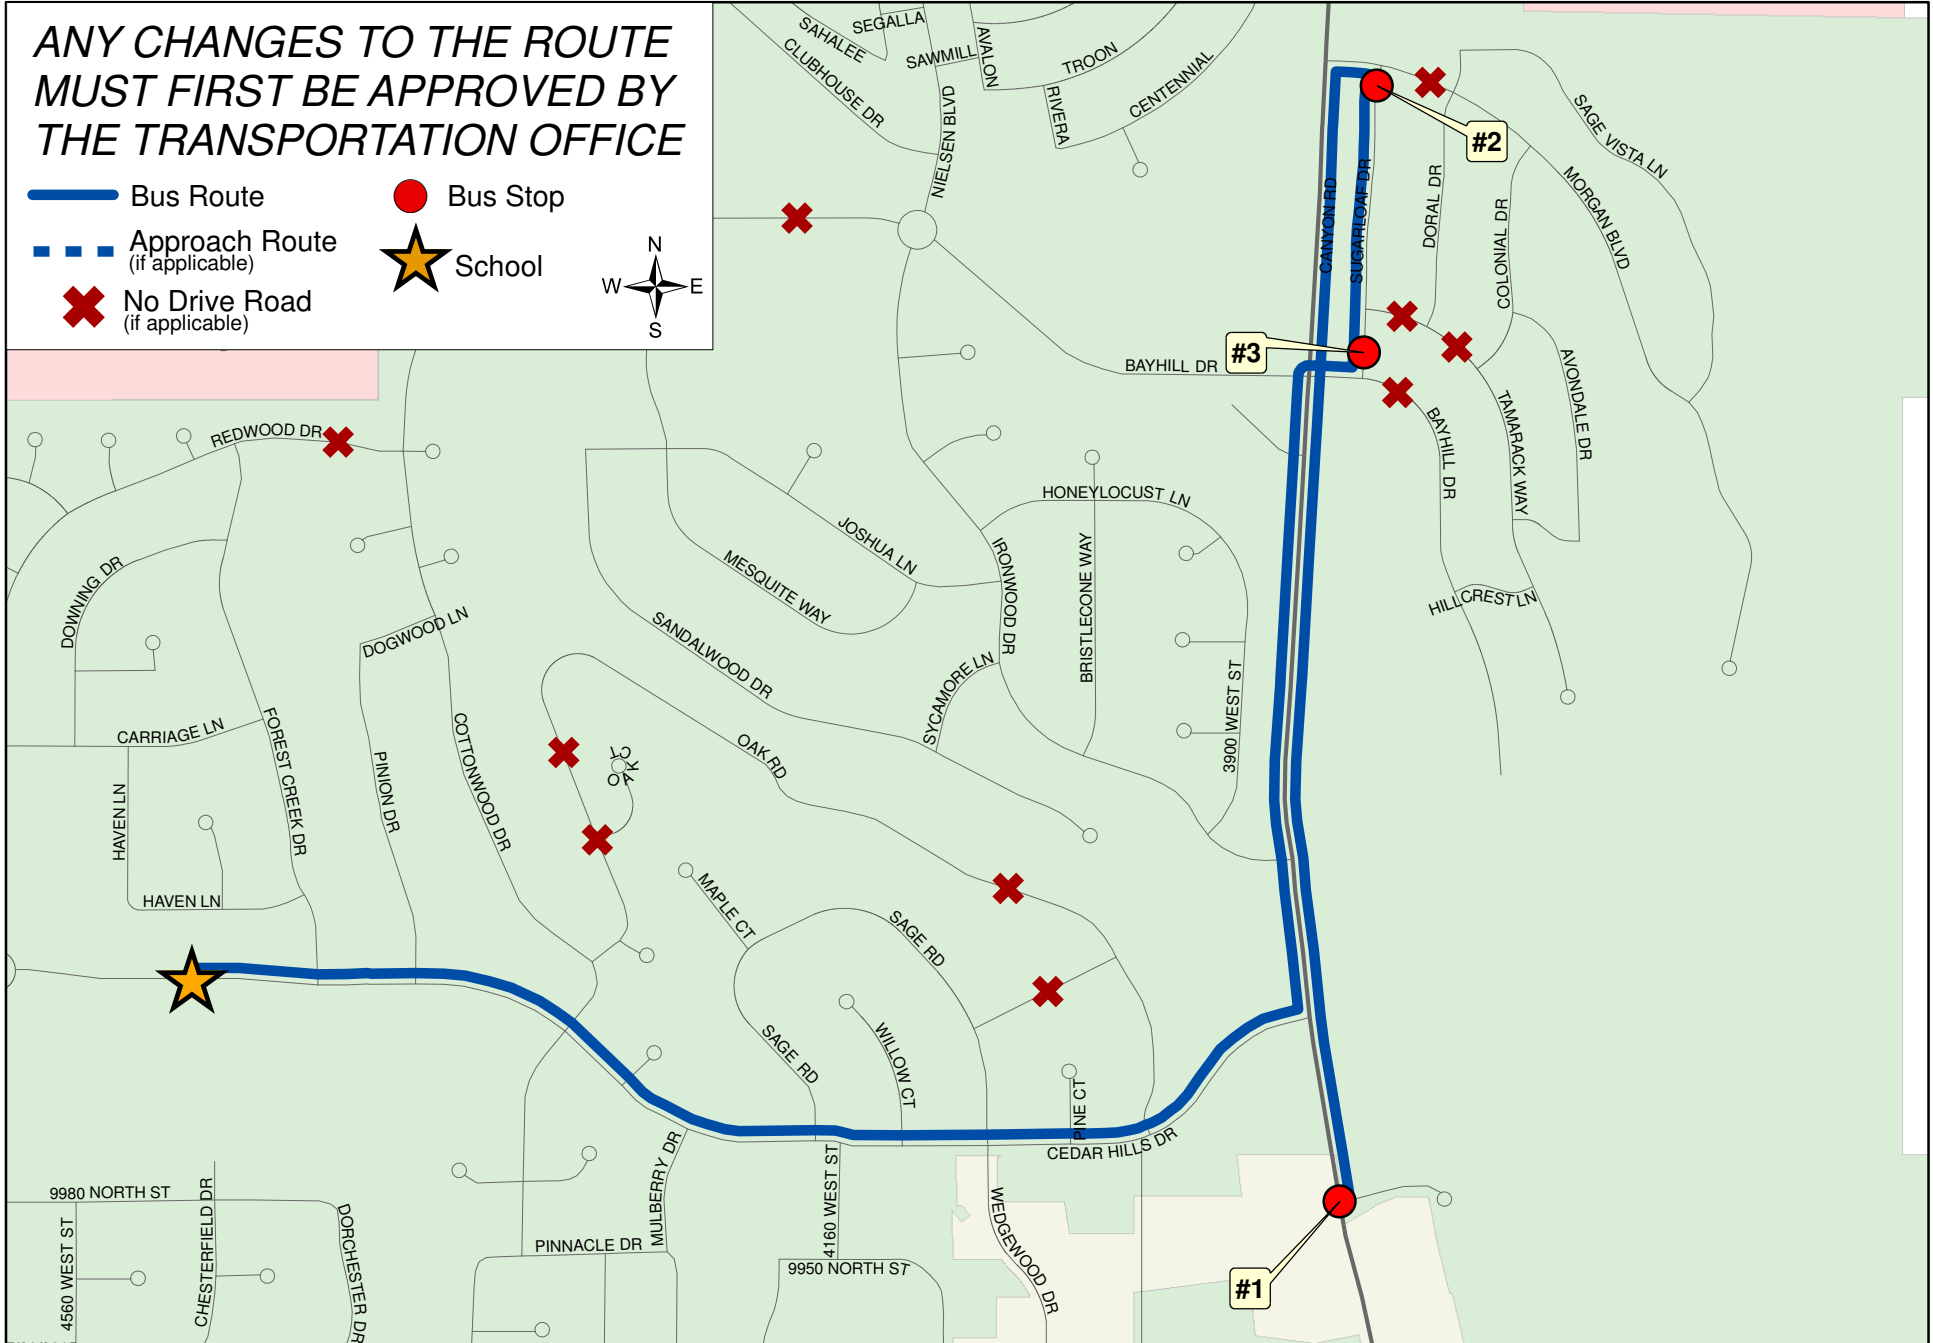 ANY CHANGES TO THE ROUTE
MUST FIRST BE APPROVED BY
THE TRANSPORTATION OFFICE
Bus Route
Bus Stop
Approach Route
(if applicable)
School
No Drive Road
(if applicable)
N
W
E
S
SEGALLA
SAHALEE
CLUBHOUSE DR
SAWMILL
AVALON
TROON
RIVERA
CENTENNIAL
NIELSEN BLVD
#2
SAGE VISTA LN
MORGAN BLVD
CANYON RD
SUGARLOAF DR
DORAL DR
COLONIAL DR
#3
BAYHILL DR
AVONDALE DR
TAMARACK WAY
BAYHILL DR
HILLCREST LN
REDWOOD DR
HONEYLOCUST LN
JOSHUA LN
MESQUITE WAY
IRONWOOD DR
BRISTLECONE WAY
DOWNING DR
DOGWOOD LN
SANDALWOOD DR
SYCAMORE LN
3900 WEST ST
CARRIAGE LN
FOREST CREEK DR
PINION DR
COTTONWOOD DR
OAK CT
OAK RD
HAVEN LN
HAVEN LN
MAPLE CT
SAGE RD
SAGE RD
WILLOW CT
PINE CT
CEDAR HILLS DR
MULBERRY DR
4160 WEST ST
WEDGEWOOD DR
9980 NORTH ST
4560 WEST ST
CHESTERFIELD DR
DORCHESTER DR
PINNACLE DR
9950 NORTH ST
#1